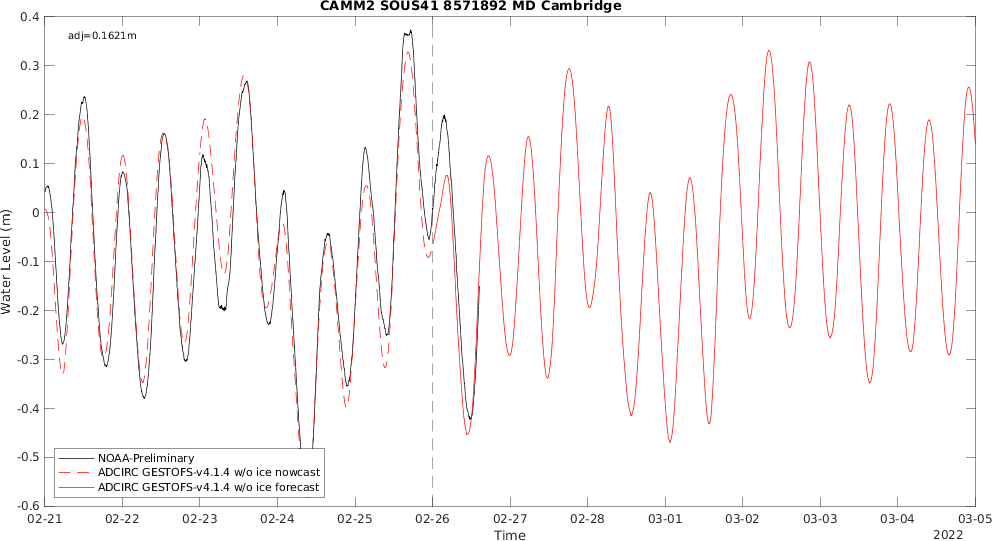 CAMM2 SOUS41 8571892 MD Cambridge
adj=0.1621m
0.4
0.3
0.2
0.1
0
-0.1
-0.2
-0.3
-0.4
-0.5
-0.6
Water Level (m)
NOAA-Preliminary
ADCIRC GESTOFS-v4.1.4 w/o ice nowcast
ADCIRC GESTOFS-v4.1.4 w/o ice forecast
02-21 02-22 02-23 02-24 02-25 02-26 02-27 02-28 03-01 03-02 03-03 03-04 03-05
Time
2022